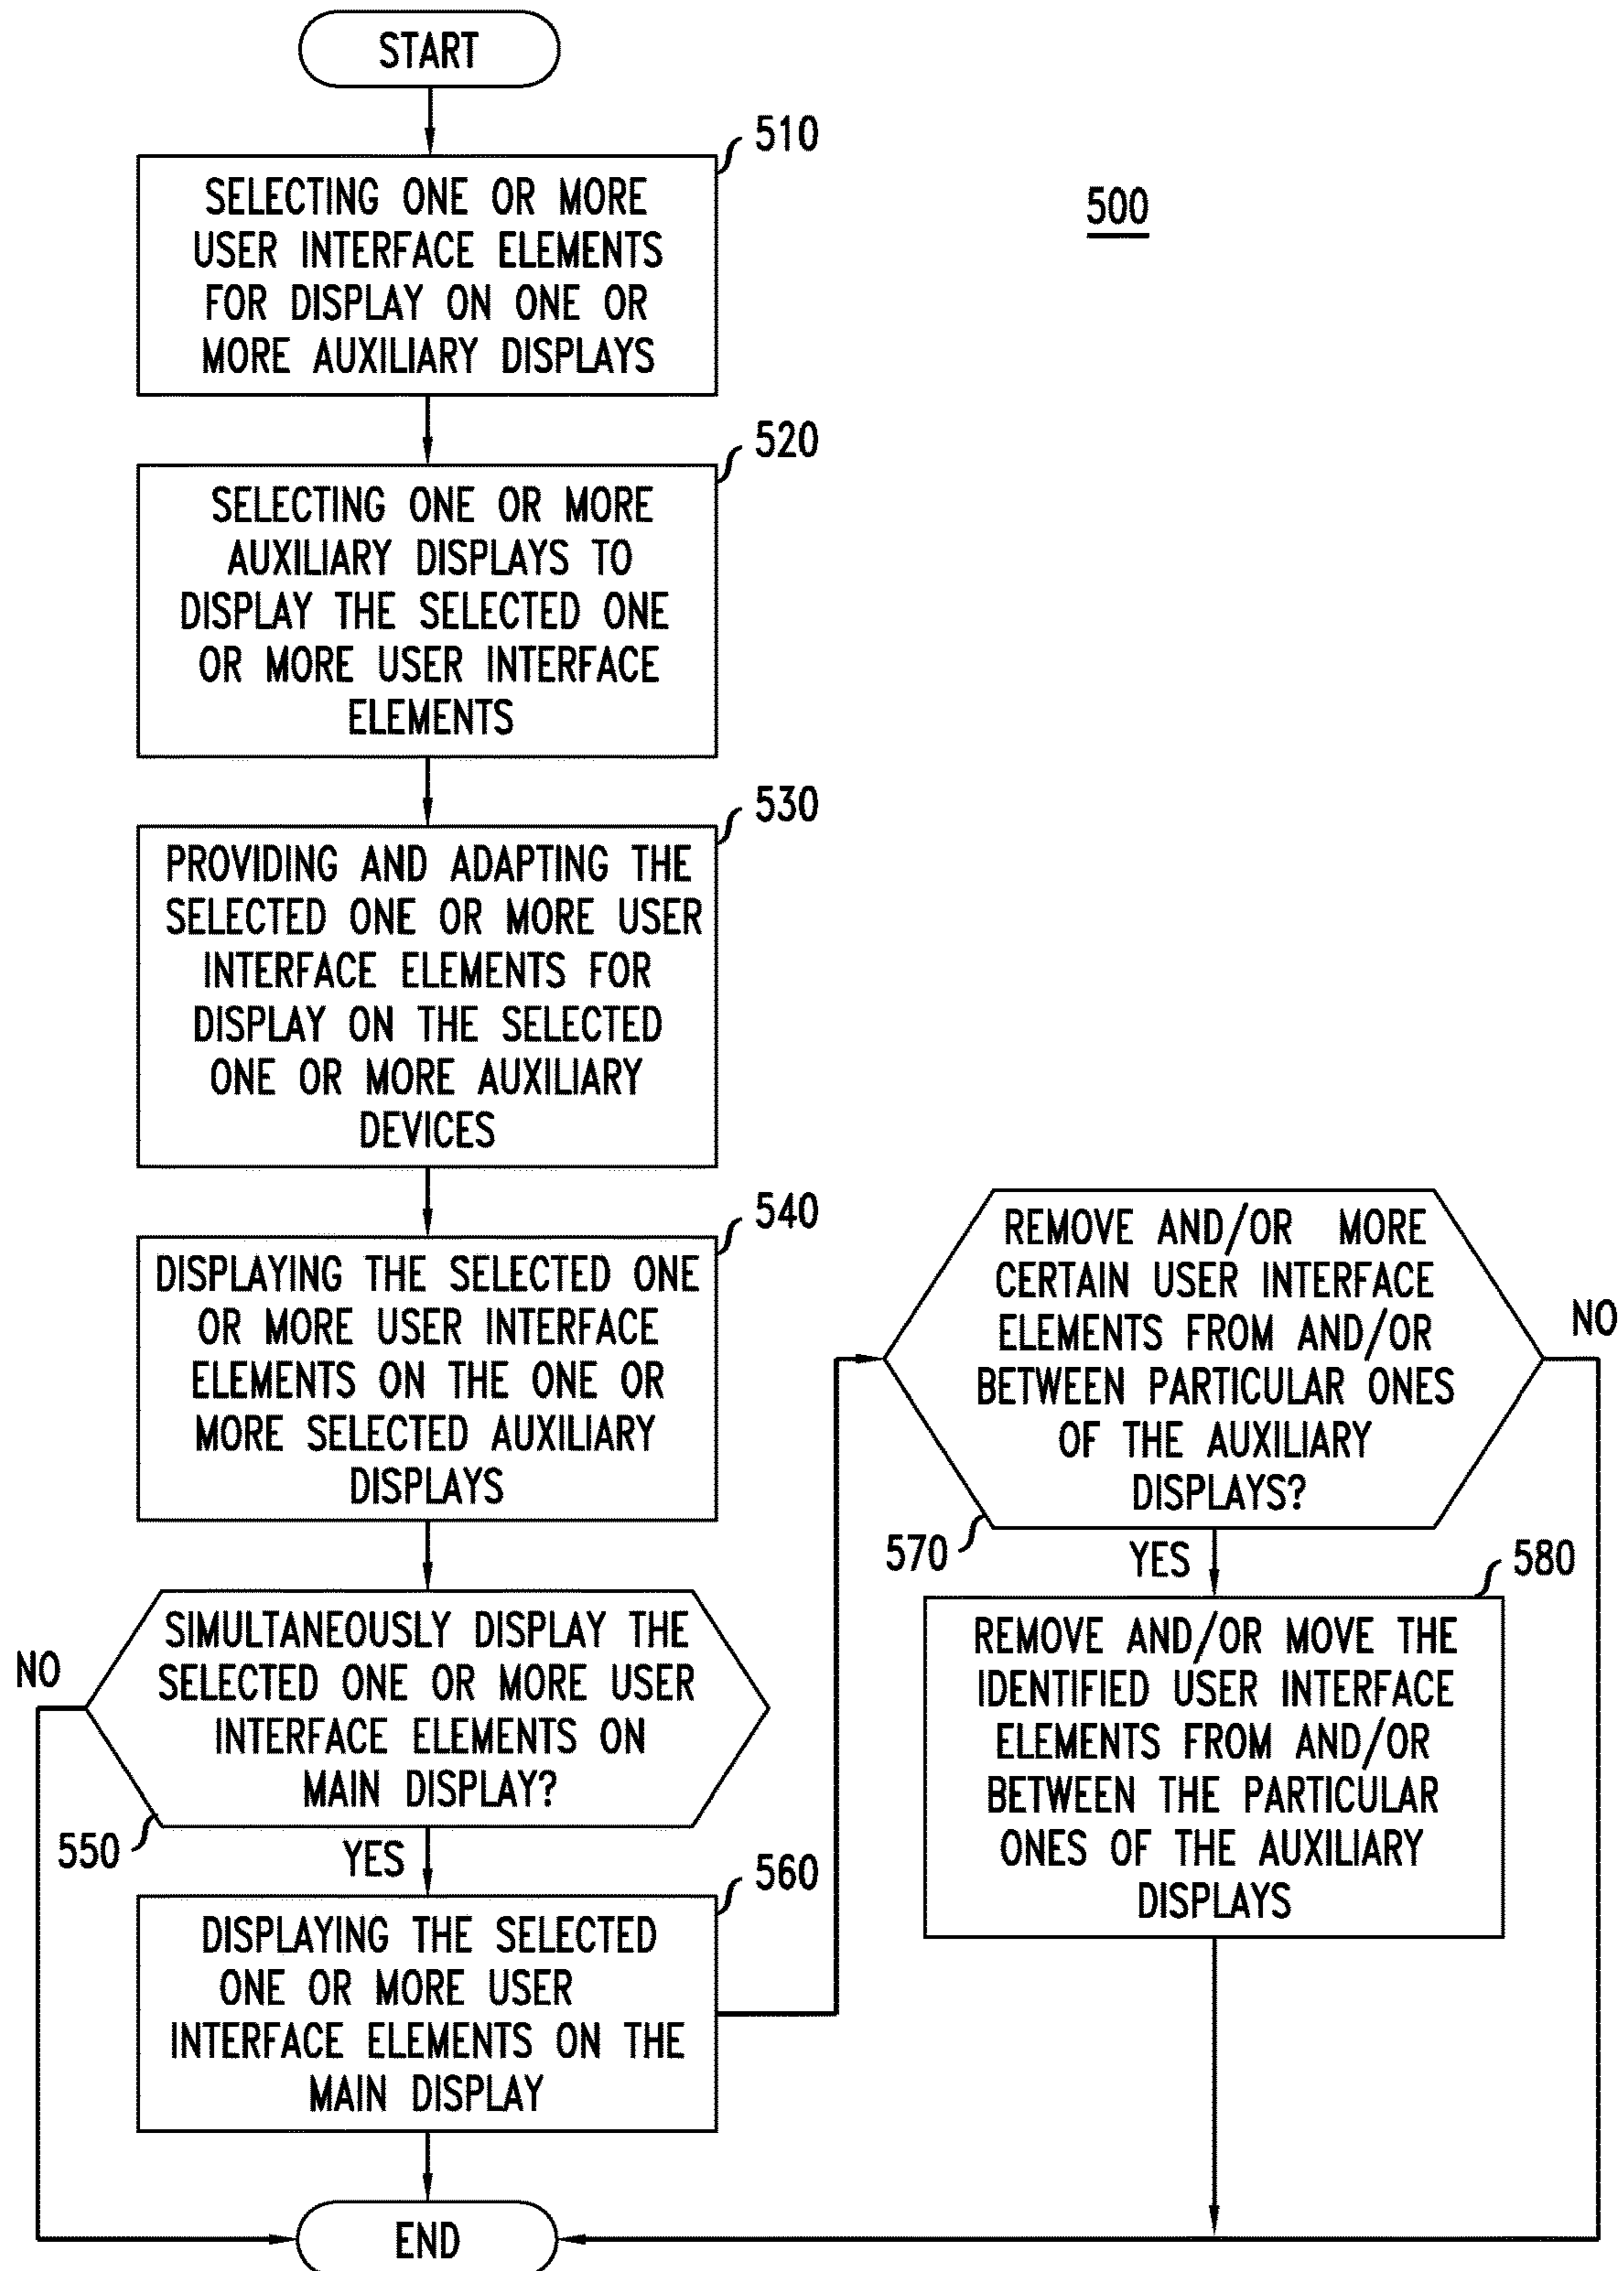 START
510
SELECTING ONE OR MORE
USER INTERFACE ELEMENTS
FOR DISPLAY ON ONE OR
MORE AUXILIARY DISPLAYS
500
520
SELECTING ONE OR MORE
AUXILIARY DISPLAYS TO
DISPLAY THE SELECTED ONE
OR MORE USER INTERFACE
ELEMENTS
530
PROVIDING AND ADAPTING THE
SELECTED ONE OR MORE USER
INTERFACE ELEMENTS FOR
DISPLAY ON THE SELECTED
ONE OR MORE AUXILIARY
DEVICES
540
DISPLAYING THE SELECTED ONE
OR MORE USER INTERFACE
ELEMENTS ON THE ONE OR
MORE SELECTED AUXILIARY
DISPLAYS
SIMULTANEOUSLY DISPLAY THE
SELECTED ONE OR MORE USER
INTERFACE ELEMENTS ON
MAIN DISPLAY?
NO
550
YES
560
DISPLAYING THE SELECTED
ONE OR MORE USER
INTERFACE ELEMENTS ON THE
MAIN DISPLAY
REMOVE AND/OR MORE
CERTAIN USER INTERFACE
ELEMENTS FROM AND/OR
BETWEEN PARTICULAR ONES
OF THE AUXILIARY
DISPLAYS?
NO
570
YES
580
REMOVE AND/OR MOVE THE
IDENTIFIED USER INTERFACE
ELEMENTS FROM AND/OR
BETWEEN THE PARTICULAR
ONES OF THE AUXILIARY
DISPLAYS
END